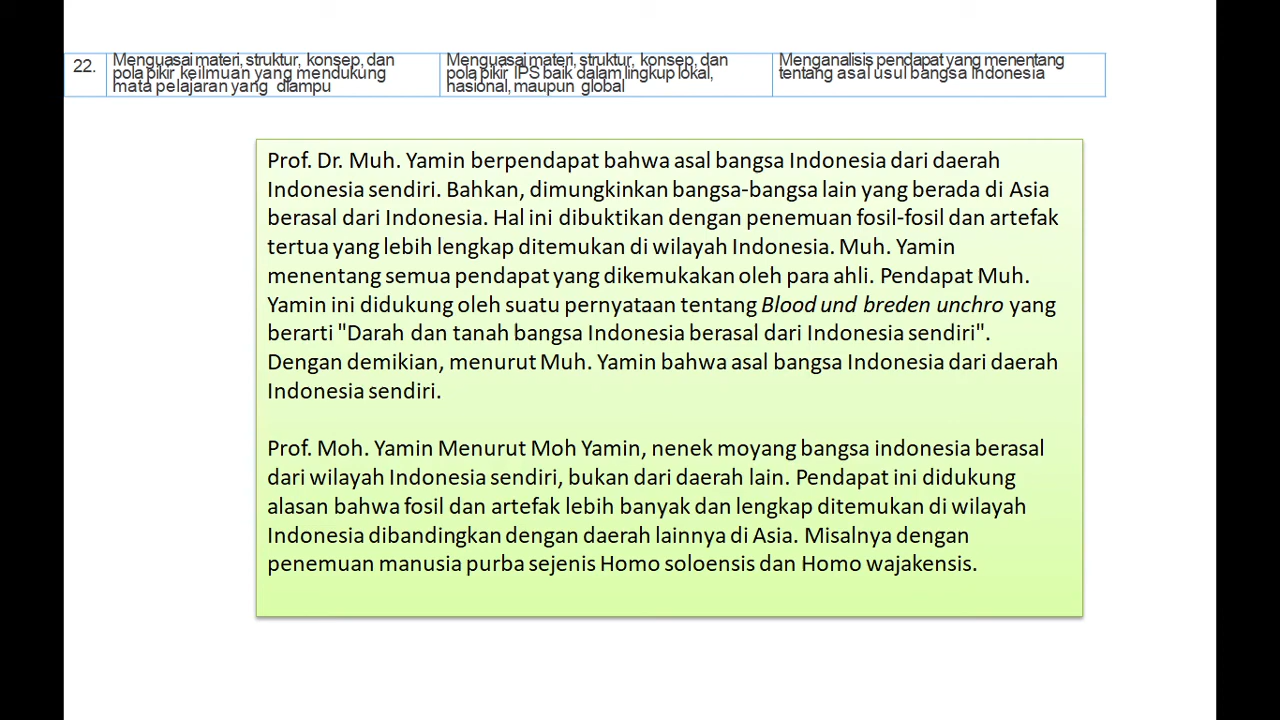 22.
Menguasai materi, struktur, konsep, dan
pola pikir keilmuan yang mendukung
mata pelajaran yang diampu
Menguasai materi, struktur, konsep, dan
pola pikir IPS baik dalam lingkup lokal,
nasional, maupun global
Menganalisis pendapat yang menentang
tentang asal usul bangsa Indonesia
Prof. Dr. Muh. Yamin berpendapat bahwa asal bangsa Indonesia dari daerah
Indonesia sendiri. Bahkan, dimungkinkan bangsa-bangsa lain yang berada di Asia
berasal dari Indonesia. Hal ini dibuktikan dengan penemuan fosil-fosil dan artefak
tertua yang lebih lengkap ditemukan di wilayah Indonesia. Muh. Yamin
menentang semua pendapat yang dikemukakan oleh para ahli. Pendapat Muh.
Yamin ini didukung oleh suatu pernyataan tentang Blood und breden unchro yang
berarti "Darah dan tanah bangsa Indonesia berasal dari Indonesia sendiri".
Dengan demikian, menurut Muh. Yamin bahwa asal bangsa Indonesia dari daerah
Indonesia sendiri.
Prof. Moh. Yamin Menurut Moh Yamin, nenek moyang bangsa indonesia berasal
dari wilayah Indonesia sendiri, bukan dari daerah lain. Pendapat ini didukung
alasan bahwa fosil dan artefak lebih banyak dan lengkap ditemukan di wilayah
Indonesia dibandingkan dengan daerah lainnya di Asia. Misalnya dengan
penemuan manusia purba sejenis Homo soloensis dan Homo wajakensis.